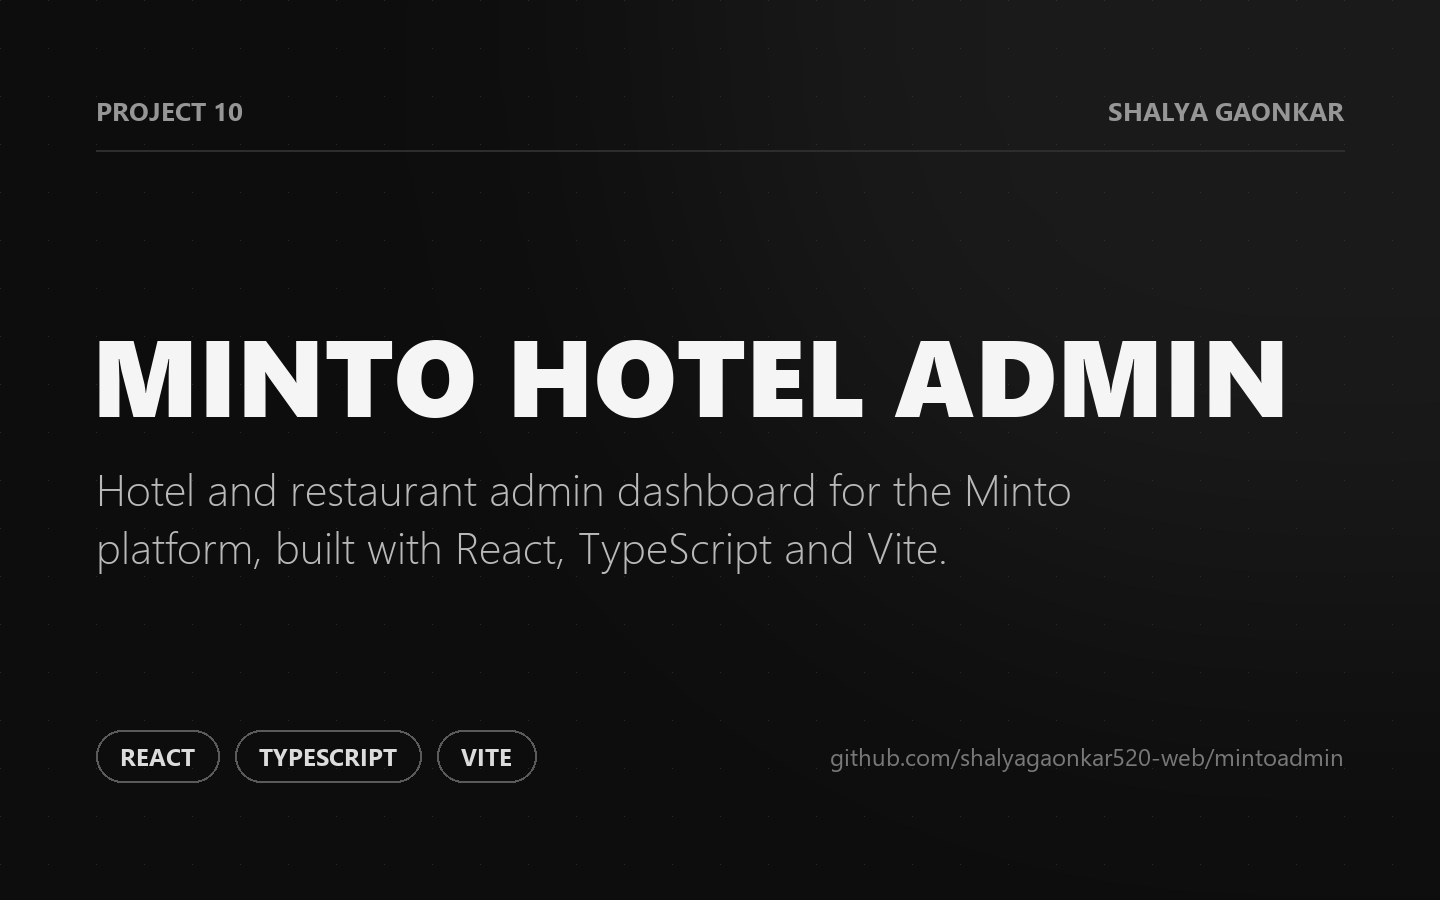 PROJECT 10
SHALYA GAONKAR
MINTO HOTEL ADMIN
Hotel and restaurant admin dashboard for the Minto
platform, built with React, TypeScript and Vite.
REACT
TYPESCRIPT
VITE
github.com/shalyagaonkar520-web/mintoadmin